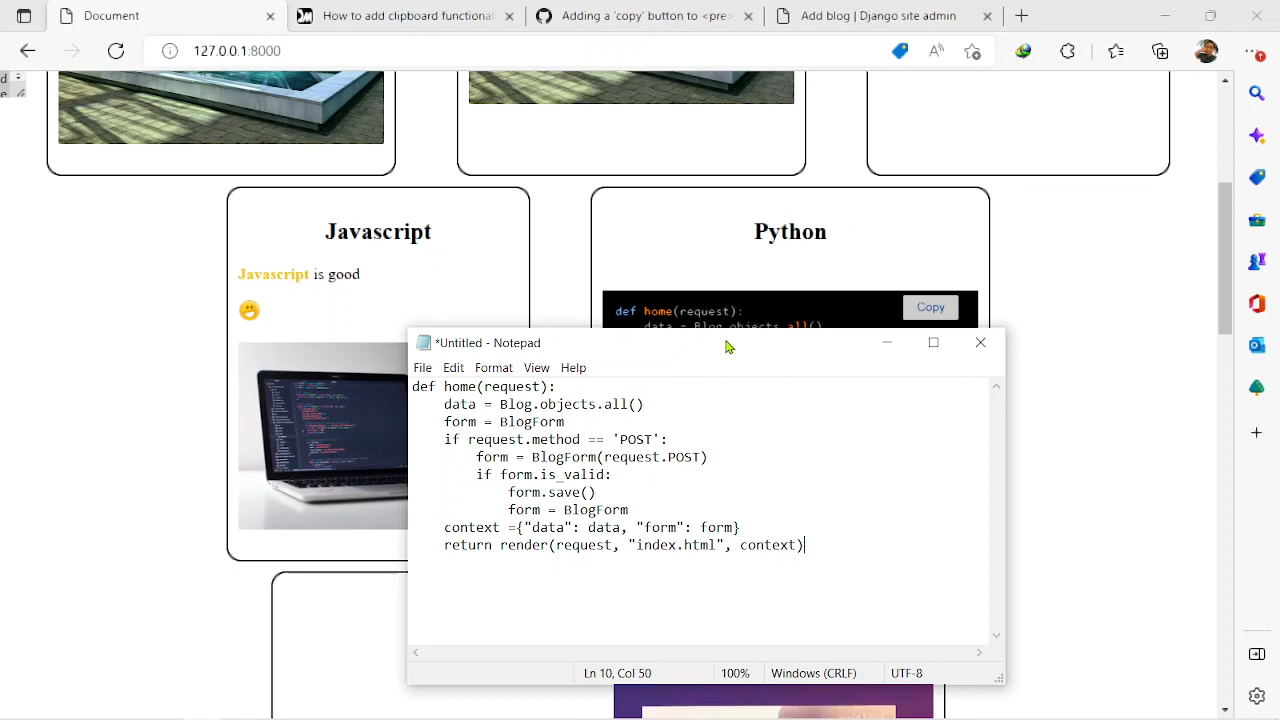 Document
How to add clipboard functional
Adding a 'copy' button to <pre>
Add blog | Django site admin
127.0.0.1:8000
d
Javascript
Python
Javascript is good
def home(request):
Copy
data = Blog.objects.all()
*Untitled - Notepad
File Edit Format View Help
def home(request):
data = Blog.objects.all()
form = BlogForm
if request.method == 'POST':
form = BlogForm(request.POST)
if form.is_valid:
form.save()
form = BlogForm
context ={"data": data, "form": form}
return render(request, "index.html", context)
Ln 10, Col 50
100%
Windows (CRLF)
UTF-8